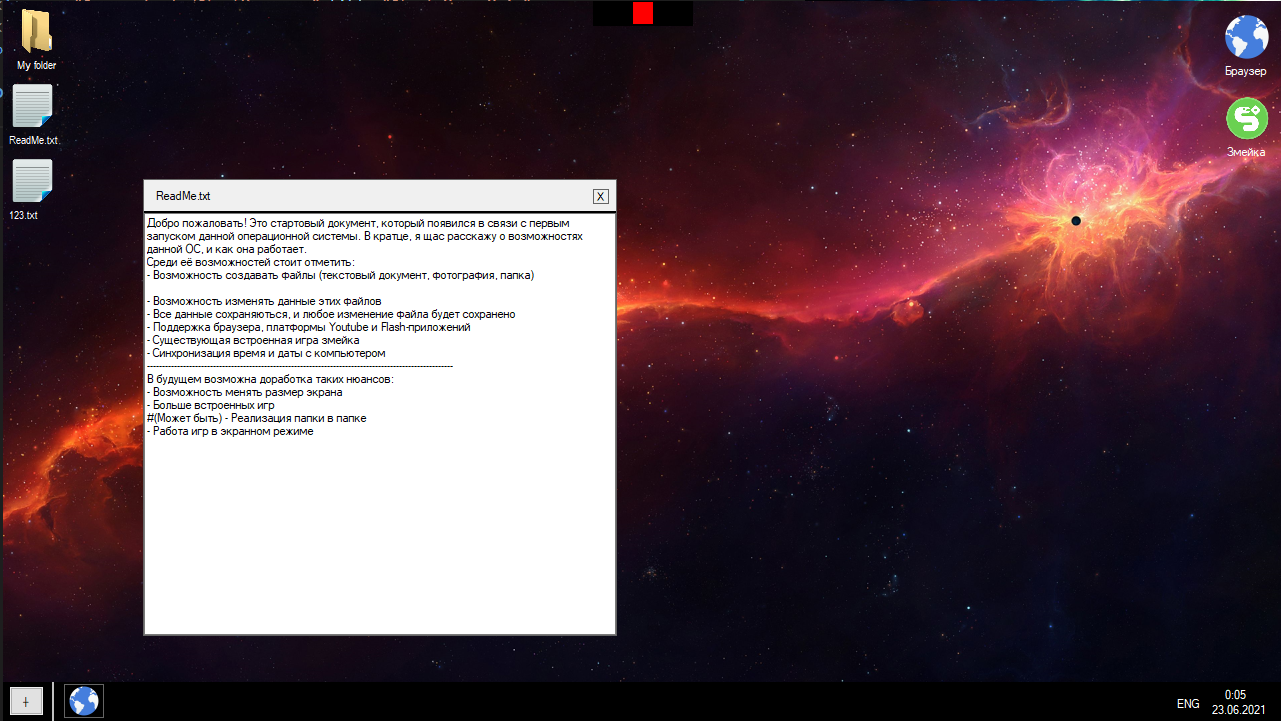 My folder
ReadMe.txt
123.txt
Браузер
Змейка
ReadMe.txt
X
Добро пожаловать! Это стартовый документ, который появился в связи с первым
запуском данной операционной системы. В кратце, я щас расскажу о возможностях
данной ОС, и как она работает.
Среди её возможностей стоит отметить:
- Возможность создавать файлы (текстовый документ, фотография, папка)
- Возможность изменять данные этих файлов
- Все данные сохраняються, и любое изменение файла будет сохранено
- Поддержка браузера, платформы Youtube и Flash-приложений
- Существующая встроенная игра змейка
- Синхронизация время и даты с компьютером
------------------------------------------------------------------------------------------------------
В будущем возможна доработка таких нюансов:
- Возможность менять размер экрана
- Больше встроенных игр
#(Может быть) - Реализация папки в папке
- Работа игр в экранном режиме
ENG
0:05
23.06.2021